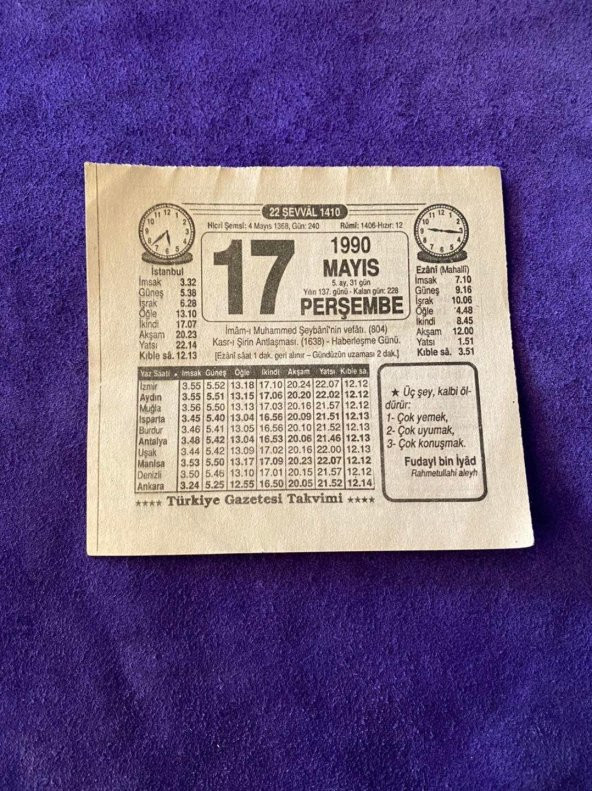 22 ŞEVVÂL 1410
Hicrî Şemsî: 4 Mayıs 1368, Gün: 240 Rûmî: 1406-Hızır: 12
17
1990
MAYIS
5. ay, 31 gün
Yılın 137. günü - Kalan gün: 228
PERŞEMBE
İstanbul
İmsak 3.32
Güneş 5.38
İşrak 6.28
Öğle 13.10
İkindi 17.07
Akşam 20.23
Yatsı 22.14
Kıble sâ. 12.13
Ezânî (Mahallî)
İmsak 7.10
Güneş 9.16
İşrak 10.06
Öğle 4.48
İkindi 8.45
Akşam 12.00
Yatsı 1.51
Kıble sâ. 3.51
İmâm-ı Muhammed Şeybânî'nin vefâtı. (804)
Kasr-ı Şirin Antlaşması. (1638) - Haberleşme Günü.
[Ezânî sâat 1 dak. geri alınır – Gündüzün uzaması 2 dak.]
Yaz Saati İmsak Güneş Öğle İkindi Akşam Yatsı Kıble sâ.
İzmir 3.55 5.52 13.18 17.10 20.24 22.07 12.12
Aydın 3.55 5.51 13.15 17.06 20.20 22.02 12.12
Muğla 3.56 5.50 13.13 17.03 20.16 21.57 12.12
Isparta 3.45 5.40 13.04 16.56 20.09 21.51 12.13
Burdur 3.46 5.41 13.05 16.56 20.10 21.52 12.13
Antalya 3.48 5.42 13.04 16.53 20.06 21.46 12.13
Uşak 3.44 5.42 13.09 17.02 20.16 22.00 12.13
Manisa 3.53 5.50 13.17 17.09 20.23 22.07 12.12
Denizli 3.50 5.46 13.10 17.01 20.15 21.57 12.12
Ankara 3.24 5.25 12.55 16.50 20.05 21.52 12.14
★ Üç şey, kalbi öl-
dürür:
1- Çok yemek,
2- Çok uyumak,
3- Çok konuşmak.
Fudayl bin Iyâd
Rahmetullahi aleyh
★★★★ Türkiye Gazetesi Takvimi ★★★★